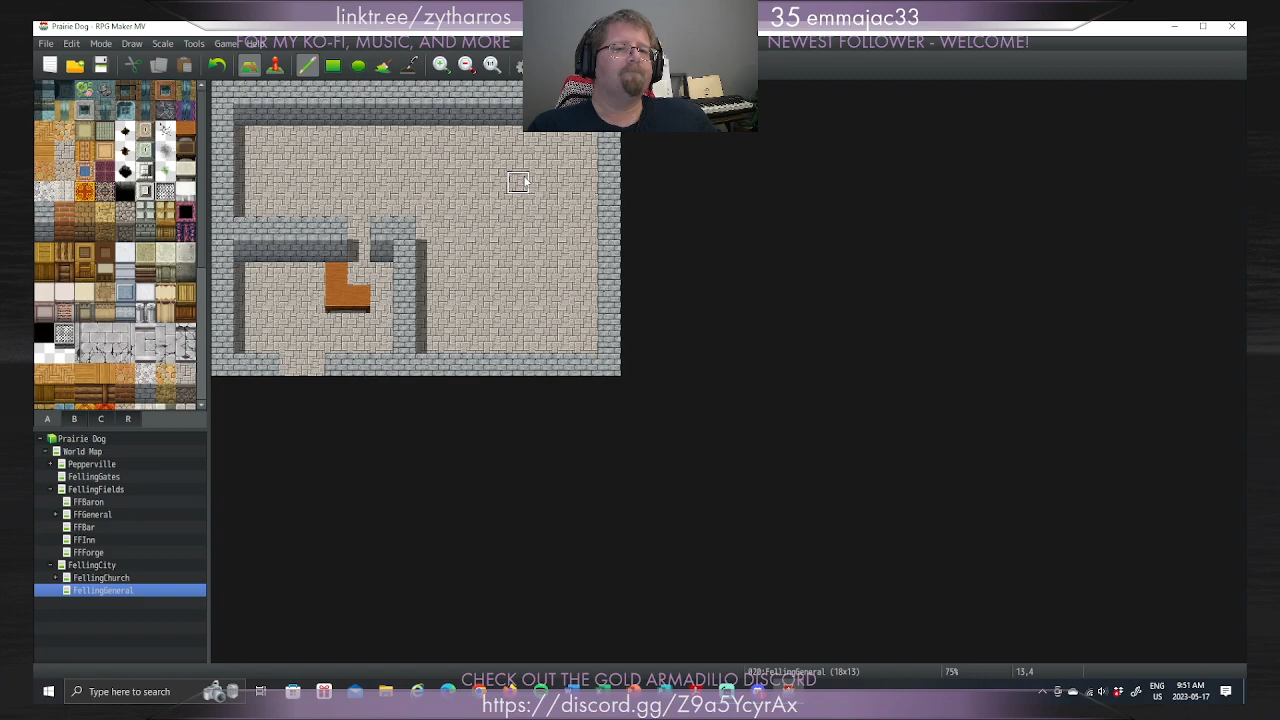 linktr.ee/zytharros
35 emmajac33
Prairie Dog - RPG Maker MV
FOR MY KO-FI, MUSIC, AND MORE
NEWEST FOLLOWER - WELCOME!
File Edit Mode Draw Scale Tools Game Help
A B C R
Prairie Dog
World Map
Pepperville
FellingGates
FellingFields
FFBaron
FFGeneral
FFBar
FFInn
FFForge
FellingCity
FellingChurch
FellingGeneral
020:FellingGeneral (18x13) 75% 13,4
CHECK OUT THE GOLD ARMADILLO DISCORD
Type here to search
ENG
US
9:51 AM
2023-05-17
https://discord.gg/Z9a5YcyrAx